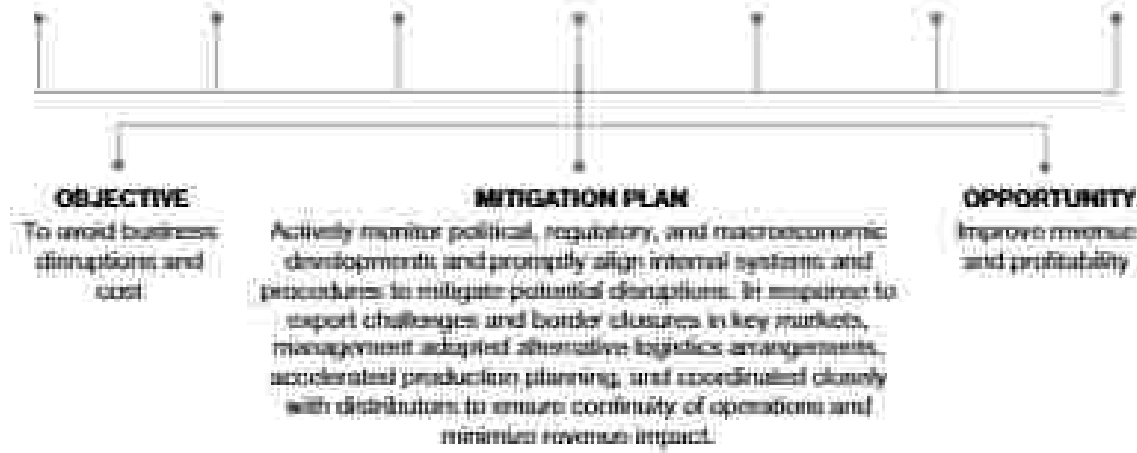 OBJECTIVE
To avoid business
disruptions and
cost
MITIGATION PLAN
Actively monitor political, regulatory, and macroeconomic
developments and promptly align internal systems and
procedures to mitigate potential disruptions. In response to
export challenges and border closures in key markets,
management adopted alternative logistics arrangements,
accelerated production planning, and coordinated closely
with distributors to ensure continuity of operations and
minimize revenue impact.
OPPORTUNITY
Improve revenue
and profitability